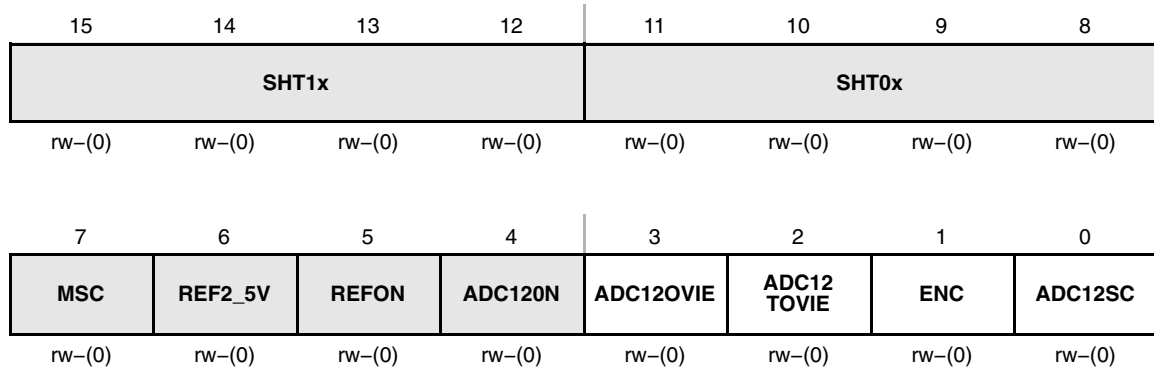 15 14 13 12 11 10 9 8
SHT1x SHT0x
rw−(0) rw−(0) rw−(0) rw−(0) rw−(0) rw−(0) rw−(0) rw−(0)
7 6 5 4 3 2 1 0
MSC REF2_5V REFON ADC120N ADC12OVIE ADC12 TOVIE ENC ADC12SC
rw−(0) rw−(0) rw−(0) rw−(0) rw−(0) rw−(0) rw−(0) rw−(0)